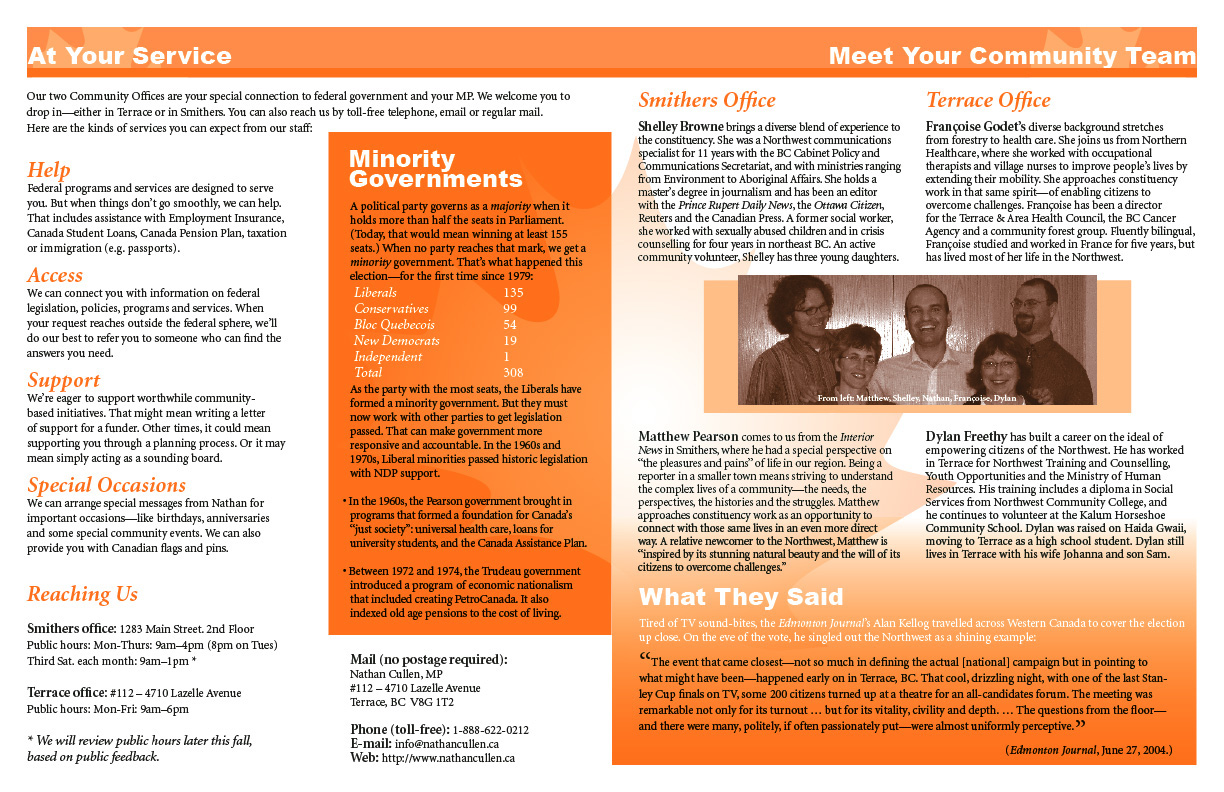 At Your Service
Our two Community Offices are your special connection to federal government and your MP. We welcome you to
drop in—either in Terrace or in Smithers. You can also reach us by toll-free telephone, email or regular mail.
Here are the kinds of services you can expect from our staff:
Help
Federal programs and services are designed to serve
you. But when things don't go smoothly, we can help.
That includes assistance with Employment Insurance,
Canada Student Loans, Canada Pension Plan, taxation
or immigration (e.g. passports).
Access
We can connect you with information on federal
legislation, policies, programs and services. When
your request reaches outside the federal sphere, we'll
do our best to refer you to someone who can find the
answers you need.
Support
We're eager to support worthwhile community-
based initiatives. That might mean writing a letter
of support for a funder. Other times, it could mean
supporting you through a planning process. Or it may
mean simply acting as a sounding board.
Special Occasions
We can arrange special messages from Nathan for
important occasions—like birthdays, anniversaries
and some special community events. We can also
provide you with Canadian flags and pins.
Reaching Us
Smithers office: 1283 Main Street. 2nd Floor
Public hours: Mon-Thurs: 9am–4pm (8pm on Tues)
Third Sat. each month: 9am–1pm *
Terrace office: #112 – 4710 Lazelle Avenue
Public hours: Mon-Fri: 9am–6pm
* We will review public hours later this fall,
based on public feedback.
Minority
Governments
A political party governs as a majority when it
holds more than half the seats in Parliament.
(Today, that would mean winning at least 155
seats.) When no party reaches that mark, we get a
minority government. That's what happened this
election—for the first time since 1979:
Liberals 135
Conservatives 99
Bloc Quebecois 54
New Democrats 19
Independent 1
Total 308
As the party with the most seats, the Liberals have
formed a minority government. But they must
now work with other parties to get legislation
passed. That can make government more
responsive and accountable. In the 1960s and
1970s, Liberal minorities passed historic legislation
with NDP support.
• In the 1960s, the Pearson government brought in
programs that formed a foundation for Canada's
"just society": universal health care, loans for
university students, and the Canada Assistance Plan.
• Between 1972 and 1974, the Trudeau government
introduced a program of economic nationalism
that included creating PetroCanada. It also
indexed old age pensions to the cost of living.
Mail (no postage required):
Nathan Cullen, MP
#112 – 4710 Lazelle Avenue
Terrace, BC V8G 1T2
Phone (toll-free): 1-888-622-0212
E-mail: info@nathancullen.ca
Web: http://www.nathancullen.ca
Meet Your Community Team
Smithers Office
Shelley Browne brings a diverse blend of experience to
the constituency. She was a Northwest communications
specialist for 11 years with the BC Cabinet Policy and
Communications Secretariat, and with ministries ranging
from Environment to Aboriginal Affairs. She holds a
master's degree in journalism and has been an editor
with the Prince Rupert Daily News, the Ottawa Citizen,
Reuters and the Canadian Press. A former social worker,
she worked with sexually abused children and in crisis
counselling for four years in northeast BC. An active
community volunteer, Shelley has three young daughters.
Terrace Office
Françoise Godet's diverse background stretches
from forestry to health care. She joins us from Northern
Healthcare, where she worked with occupational
therapists and village nurses to improve people's lives by
extending their mobility. She approaches constituency
work in that same spirit—of enabling citizens to
overcome challenges. Françoise has been a director
for the Terrace & Area Health Council, the BC Cancer
Agency and a community forest group. Fluently bilingual,
Françoise studied and worked in France for five years, but
has lived most of her life in the Northwest.
From left: Matthew, Shelley, Nathan, Françoise, Dylan
Matthew Pearson comes to us from the Interior
News in Smithers, where he had a special perspective on
"the pleasures and pains" of life in our region. Being a
reporter in a smaller town means striving to understand
the complex lives of a community—the needs, the
perspectives, the histories and the struggles. Matthew
approaches constituency work as an opportunity to
connect with those same lives in an even more direct
way. A relative newcomer to the Northwest, Matthew is
"inspired by its stunning natural beauty and the will of its
citizens to overcome challenges."
Dylan Freethy has built a career on the ideal of
empowering citizens of the Northwest. He has worked
in Terrace for Northwest Training and Counselling,
Youth Opportunities and the Ministry of Human
Resources. His training includes a diploma in Social
Services from Northwest Community College, and
he continues to volunteer at the Kalum Horseshoe
Community School. Dylan was raised on Haida Gwaii,
moving to Terrace as a high school student. Dylan still
lives in Terrace with his wife Johanna and son Sam.
What They Said
Tired of TV sound-bites, the Edmonton Journal's Alan Kellog travelled across Western Canada to cover the election
up close. On the eve of the vote, he singled out the Northwest as a shining example:
"The event that came closest—not so much in defining the actual [national] campaign but in pointing to
what might have been—happened early on in Terrace, BC. That cool, drizzling night, with one of the last Stan-
ley Cup finals on TV, some 200 citizens turned up at a theatre for an all-candidates forum. The meeting was
remarkable not only for its turnout … but for its vitality, civility and depth. … The questions from the floor—
and there were many, politely, if often passionately put—were almost uniformly perceptive."
(Edmonton Journal, June 27, 2004.)